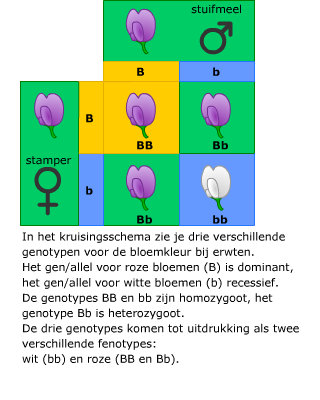 stuifmeel
B b
B
BB Bb
stamper
b
Bb bb
In het kruisingsschema zie je drie verschillende
genotypen voor de bloemkleur bij erwten.
Het gen/allel voor roze bloemen (B) is dominant,
het gen/allel voor witte bloemen (b) recessief.
De genotypes BB en bb zijn homozygoot, het
genotype Bb is heterozygoot.
De drie genotypes komen tot uitdrukking als twee
verschillende fenotypes:
wit (bb) en roze (BB en Bb).